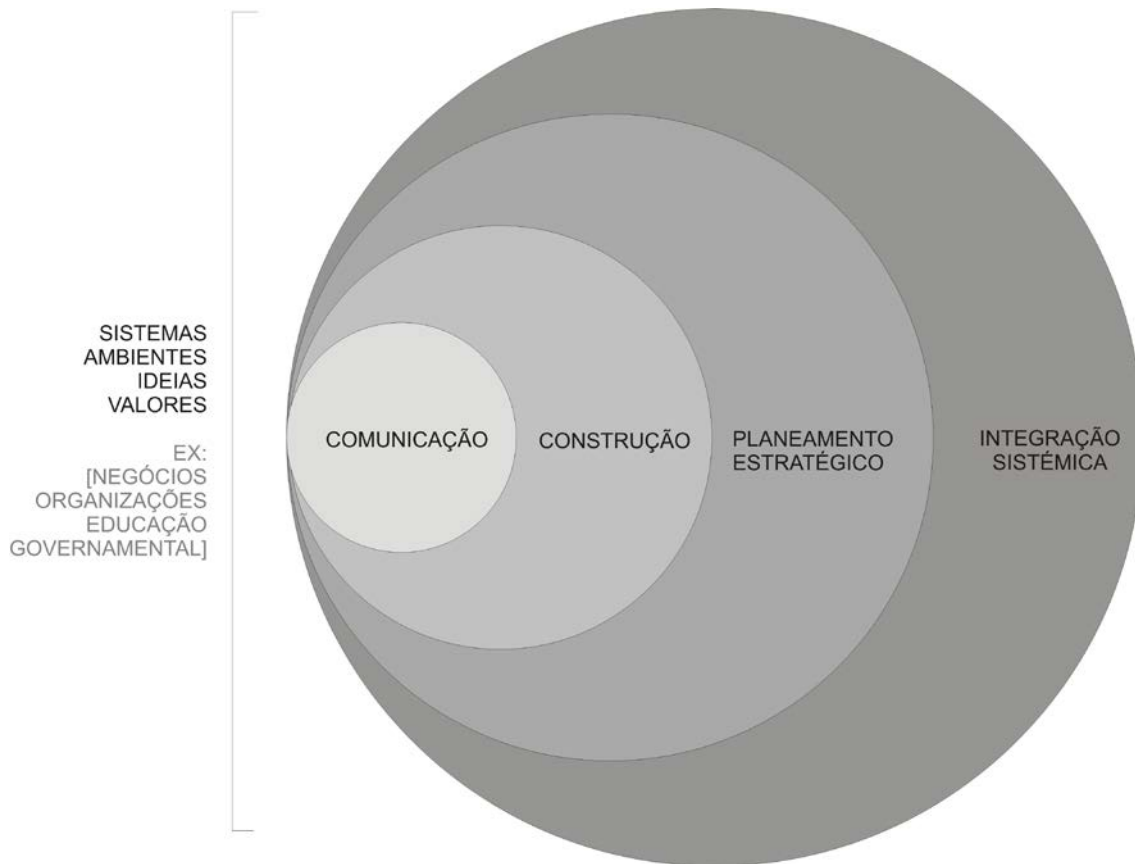 SISTEMAS
AMBIENTES
IDEIAS
VALORES
EX:
[NEGÓCIOS
ORGANIZAÇÕES
EDUCAÇÃO
GOVERNAMENTAL]
COMUNICAÇÃO
CONSTRUÇÃO
PLANEAMENTO
ESTRATÉGICO
INTEGRAÇÃO
SISTÉMICA